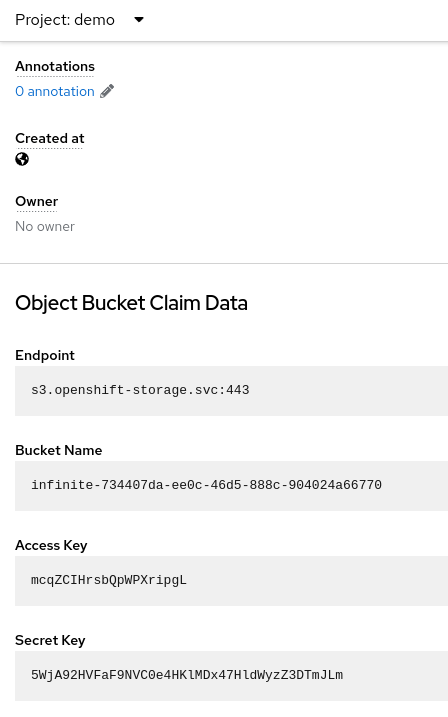 Project: demo
Annotations
0 annotation
Created at
Owner
No owner
Object Bucket Claim Data
Endpoint
s3.openshift-storage.svc:443
Bucket Name
infinite-734407da-ee0c-46d5-888c-904024a66770
Access Key
mcqZCIHrsbQpWPXripgL
Secret Key
5WjA92HVFaF9NVC0e4HKlMDx47HldWyzZ3DTmJLm